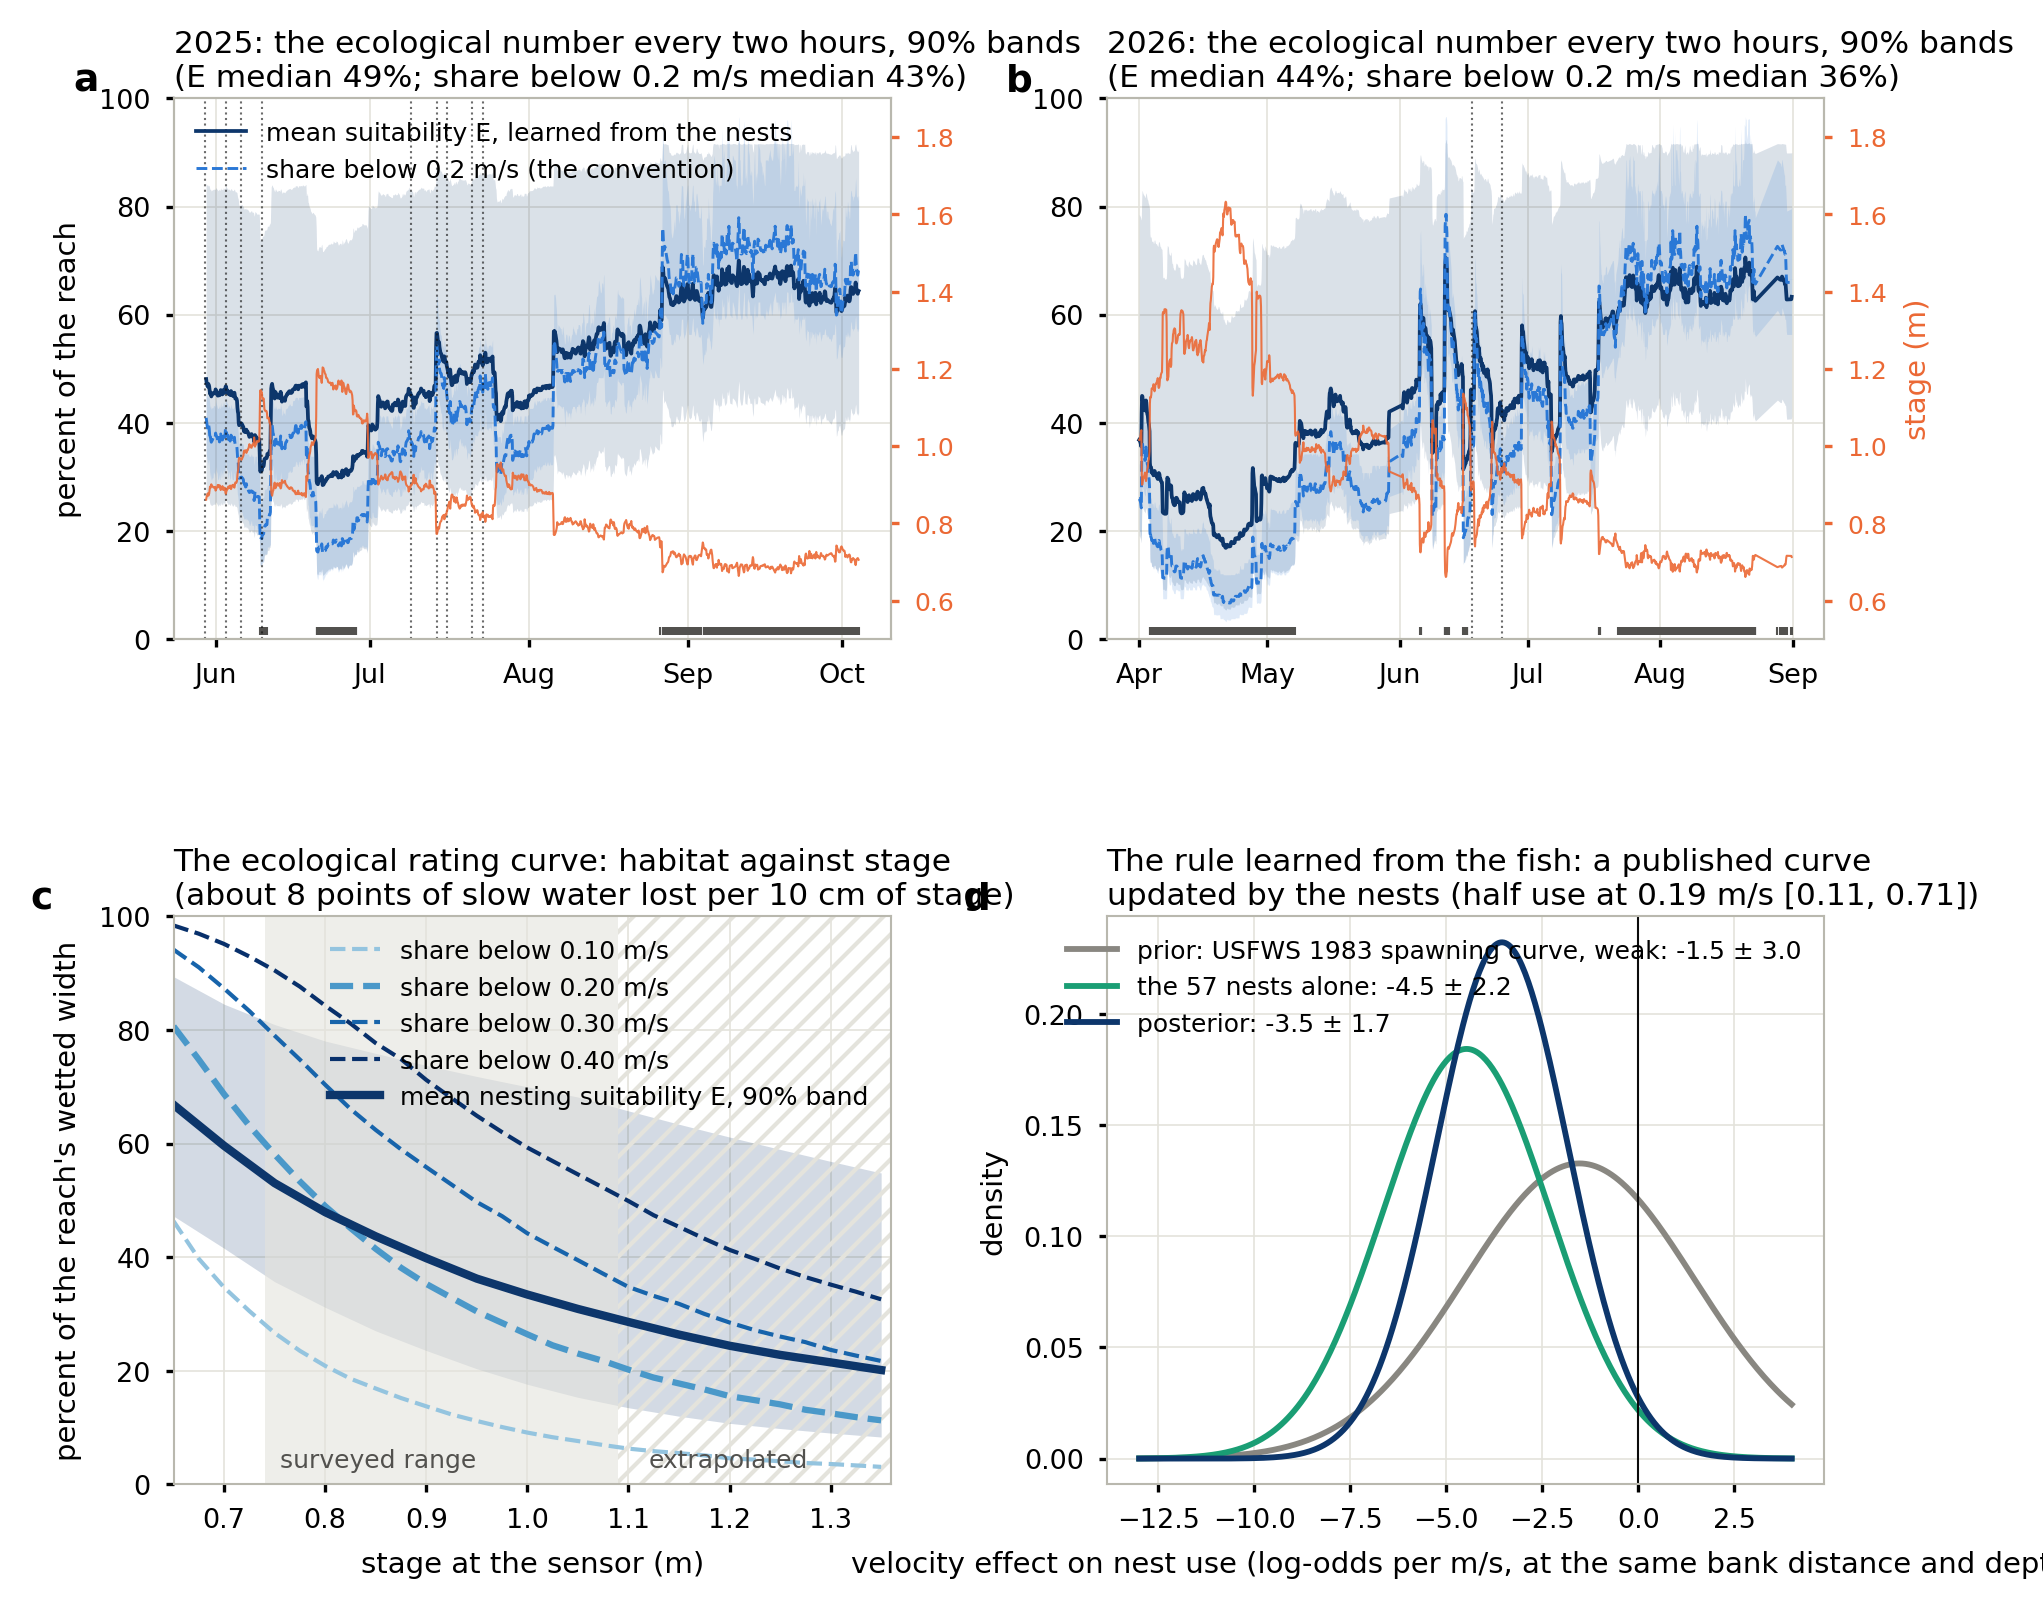 2025: the ecological number every two hours, 90% bands
(E median 49%; share below 0.2 m/s median 43%)
a
mean suitability E, learned from the nests
share below 0.2 m/s (the convention)
percent of the reach
100
80
60
40
20
0
1.8
1.6
1.4
1.2
1.0
0.8
0.6
Jun Jul Aug Sep Oct
2026: the ecological number every two hours, 90% bands
(E median 44%; share below 0.2 m/s median 36%)
b
100
80
60
40
20
0
1.8
1.6
1.4
1.2
1.0
0.8
0.6
stage (m)
Apr May Jun Jul Aug Sep
The ecological rating curve: habitat against stage
(about 8 points of slow water lost per 10 cm of stage)
c
share below 0.10 m/s
share below 0.20 m/s
share below 0.30 m/s
share below 0.40 m/s
mean nesting suitability E, 90% band
percent of the reach's wetted width
100
80
60
40
20
0
surveyed range
extrapolated
0.7 0.8 0.9 1.0 1.1 1.2 1.3
stage at the sensor (m)
The rule learned from the fish: a published curve
updated by the nests (half use at 0.19 m/s [0.11, 0.71])
d
prior: USFWS 1983 spawning curve, weak: -1.5 ± 3.0
the 57 nests alone: -4.5 ± 2.2
posterior: -3.5 ± 1.7
density
0.20
0.15
0.10
0.05
0.00
−12.5 −10.0 −7.5 −5.0 −2.5 0.0 2.5
velocity effect on nest use (log-odds per m/s, at the same bank distance and dept